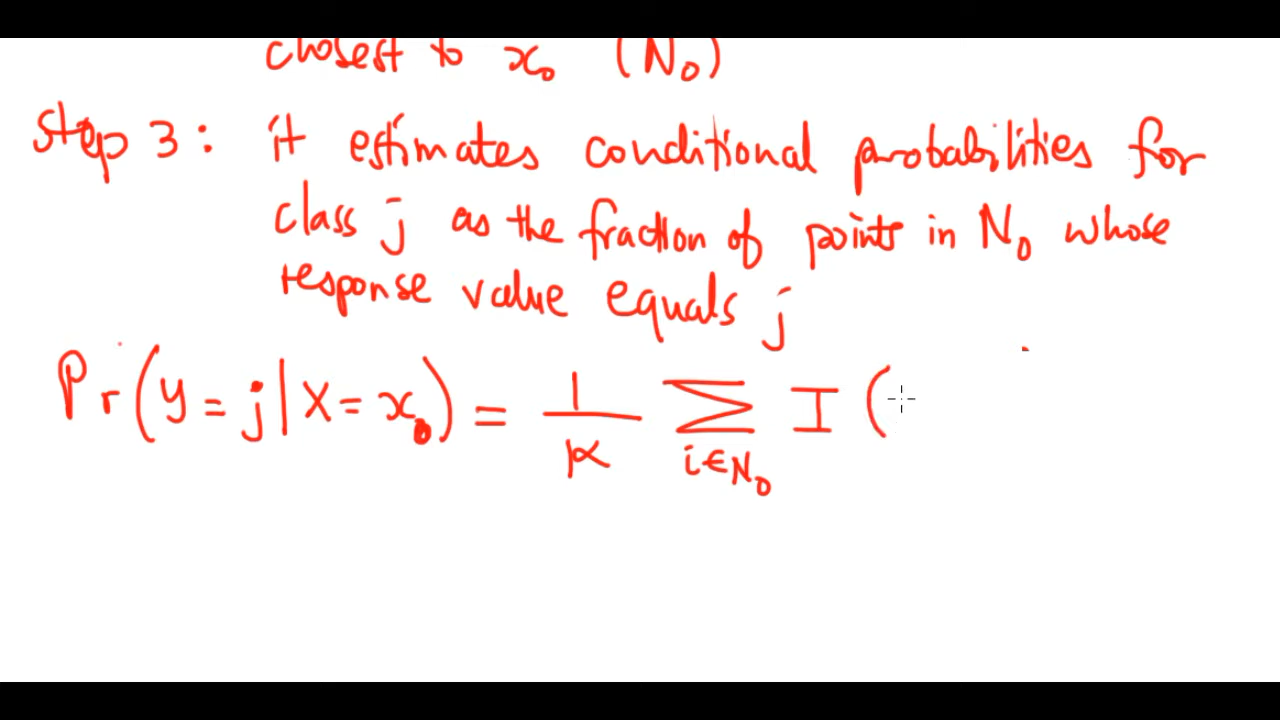 closest to x₀ (N₀)
Step 3: it estimates conditional probabilities for
class j as the fraction of points in N₀ whose
response value equals j
Pr(Y = j | X = x₀) = 1/K ∑ i∈N₀ I (